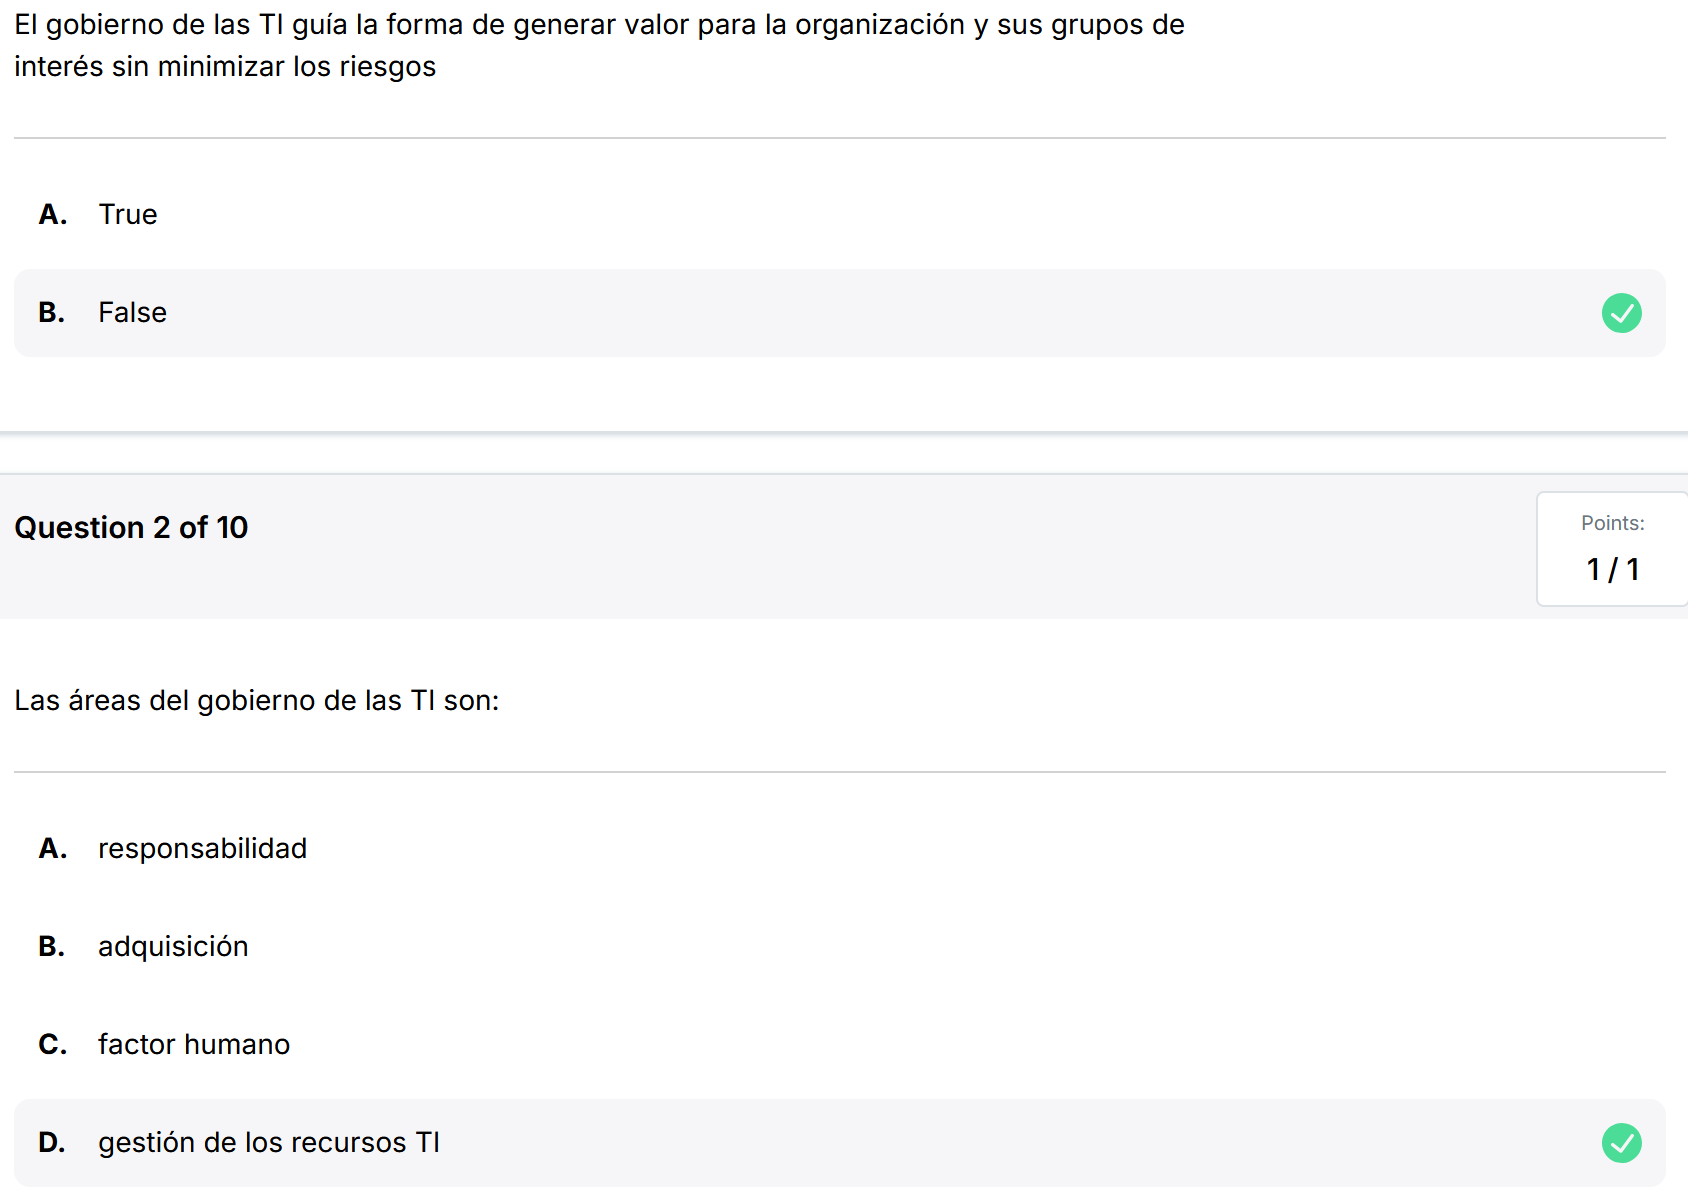 El gobierno de las TI guía la forma de generar valor para la organización y sus grupos de
interés sin minimizar los riesgos
A. True
B. False
Question 2 of 10
Points:
1 / 1
Las áreas del gobierno de las TI son:
A. responsabilidad
B. adquisición
C. factor humano
D. gestión de los recursos TI